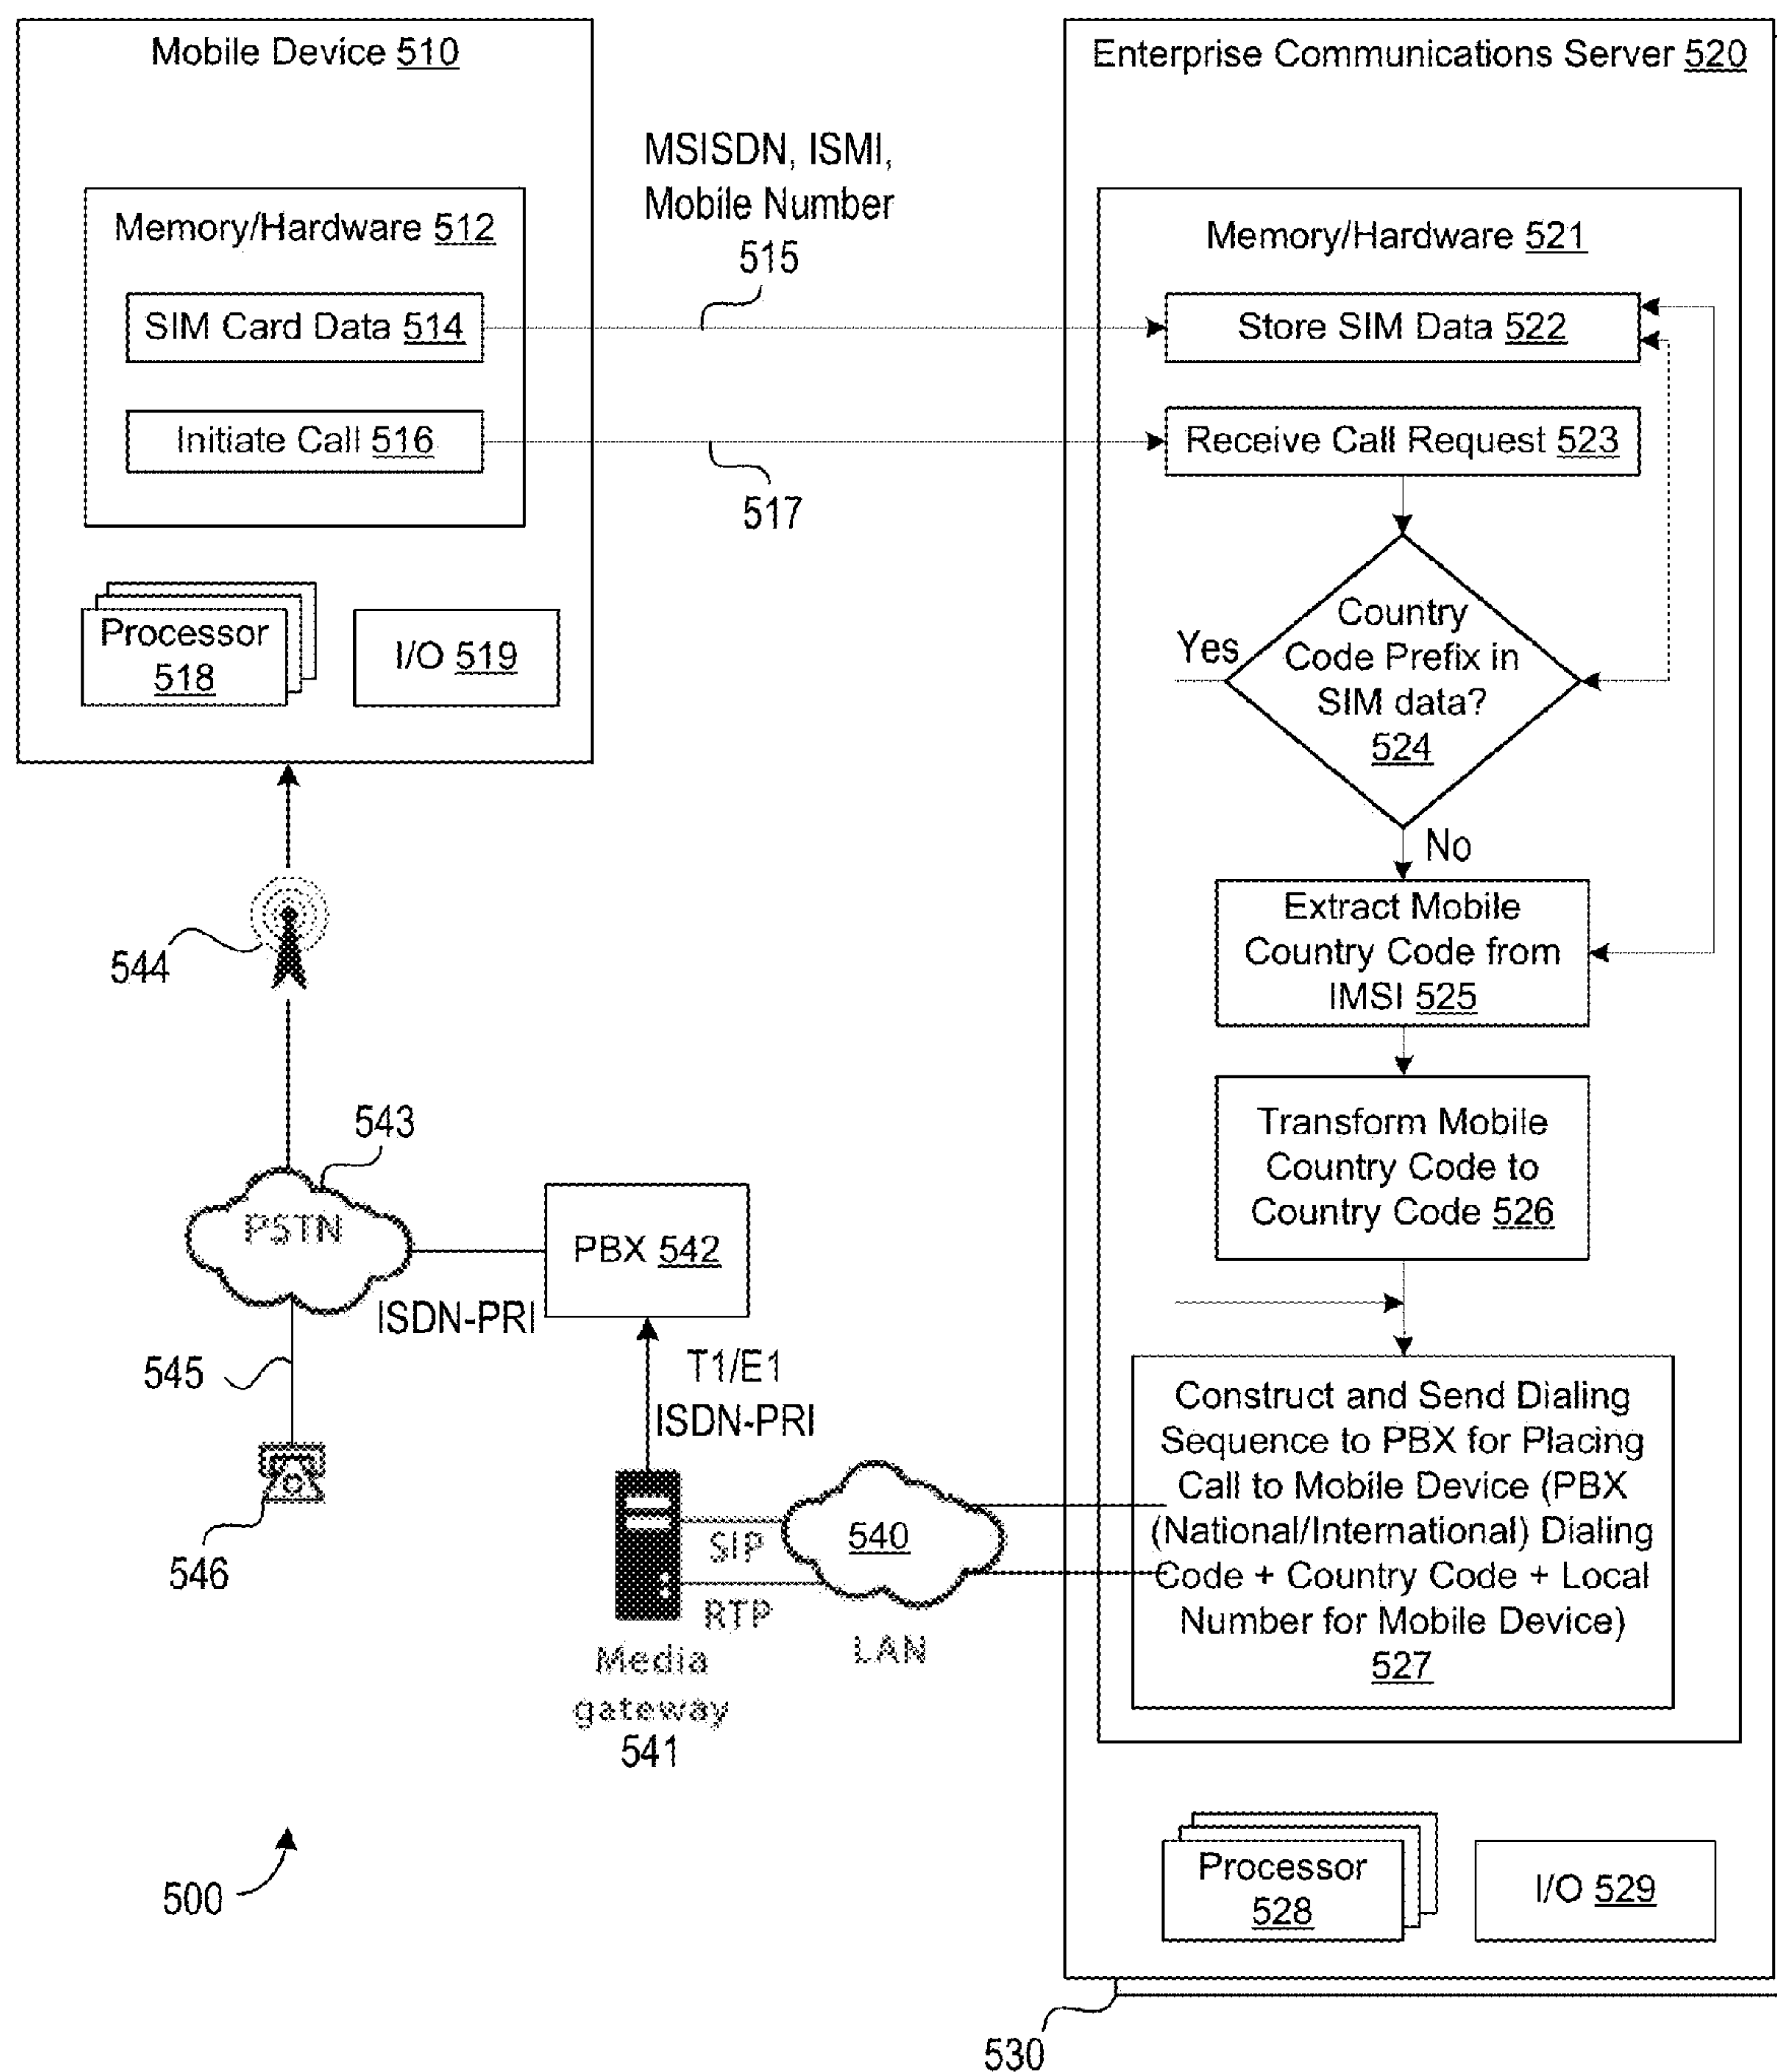 Mobile Device 510
Memory/Hardware 512
SIM Card Data 514
Initiate Call 516
Processor
518
I/O 519
MSISDN, ISMI,
Mobile Number
515
517
Enterprise Communications Server 520
Memory/Hardware 521
Store SIM Data 522
Receive Call Request 523
Country
Code Prefix in
SIM data?
524
Yes
No
Extract Mobile
Country Code from
IMSI 525
Transform Mobile
Country Code to
Country Code 526
Construct and Send Dialing
Sequence to PBX for Placing
Call to Mobile Device (PBX
(National/International) Dialing
Code + Country Code + Local
Number for Mobile Device)
527
Processor
528
I/O 529
530
544
543
PSTN
PBX 542
ISDN-PRI
545
T1/E1
ISDN-PRI
546
SIP
RTP
540
LAN
Media
gateway
541
500